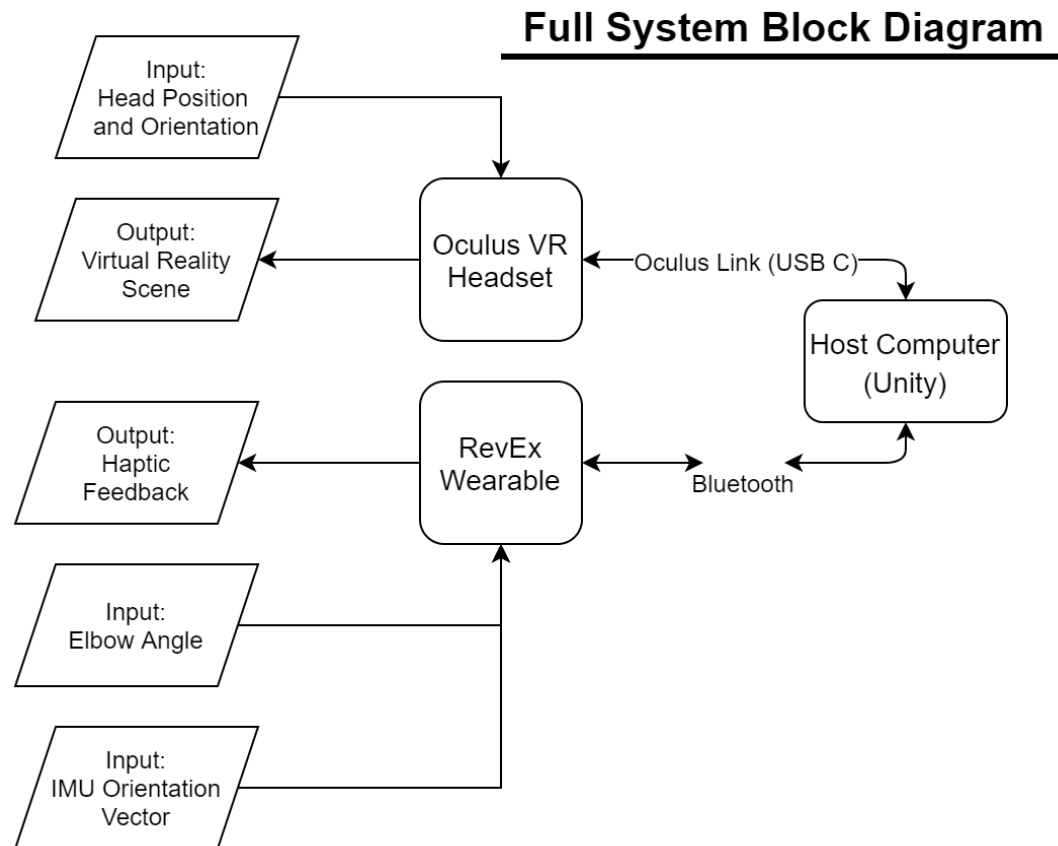 Full System Block Diagram
Input:
Head Position
and Orientation
Output:
Virtual Reality
Scene
Oculus VR
Headset
Oculus Link (USB C)
Host Computer
(Unity)
Output:
Haptic
Feedback
RevEx
Wearable
Bluetooth
Input:
Elbow Angle
Input:
IMU Orientation
Vector